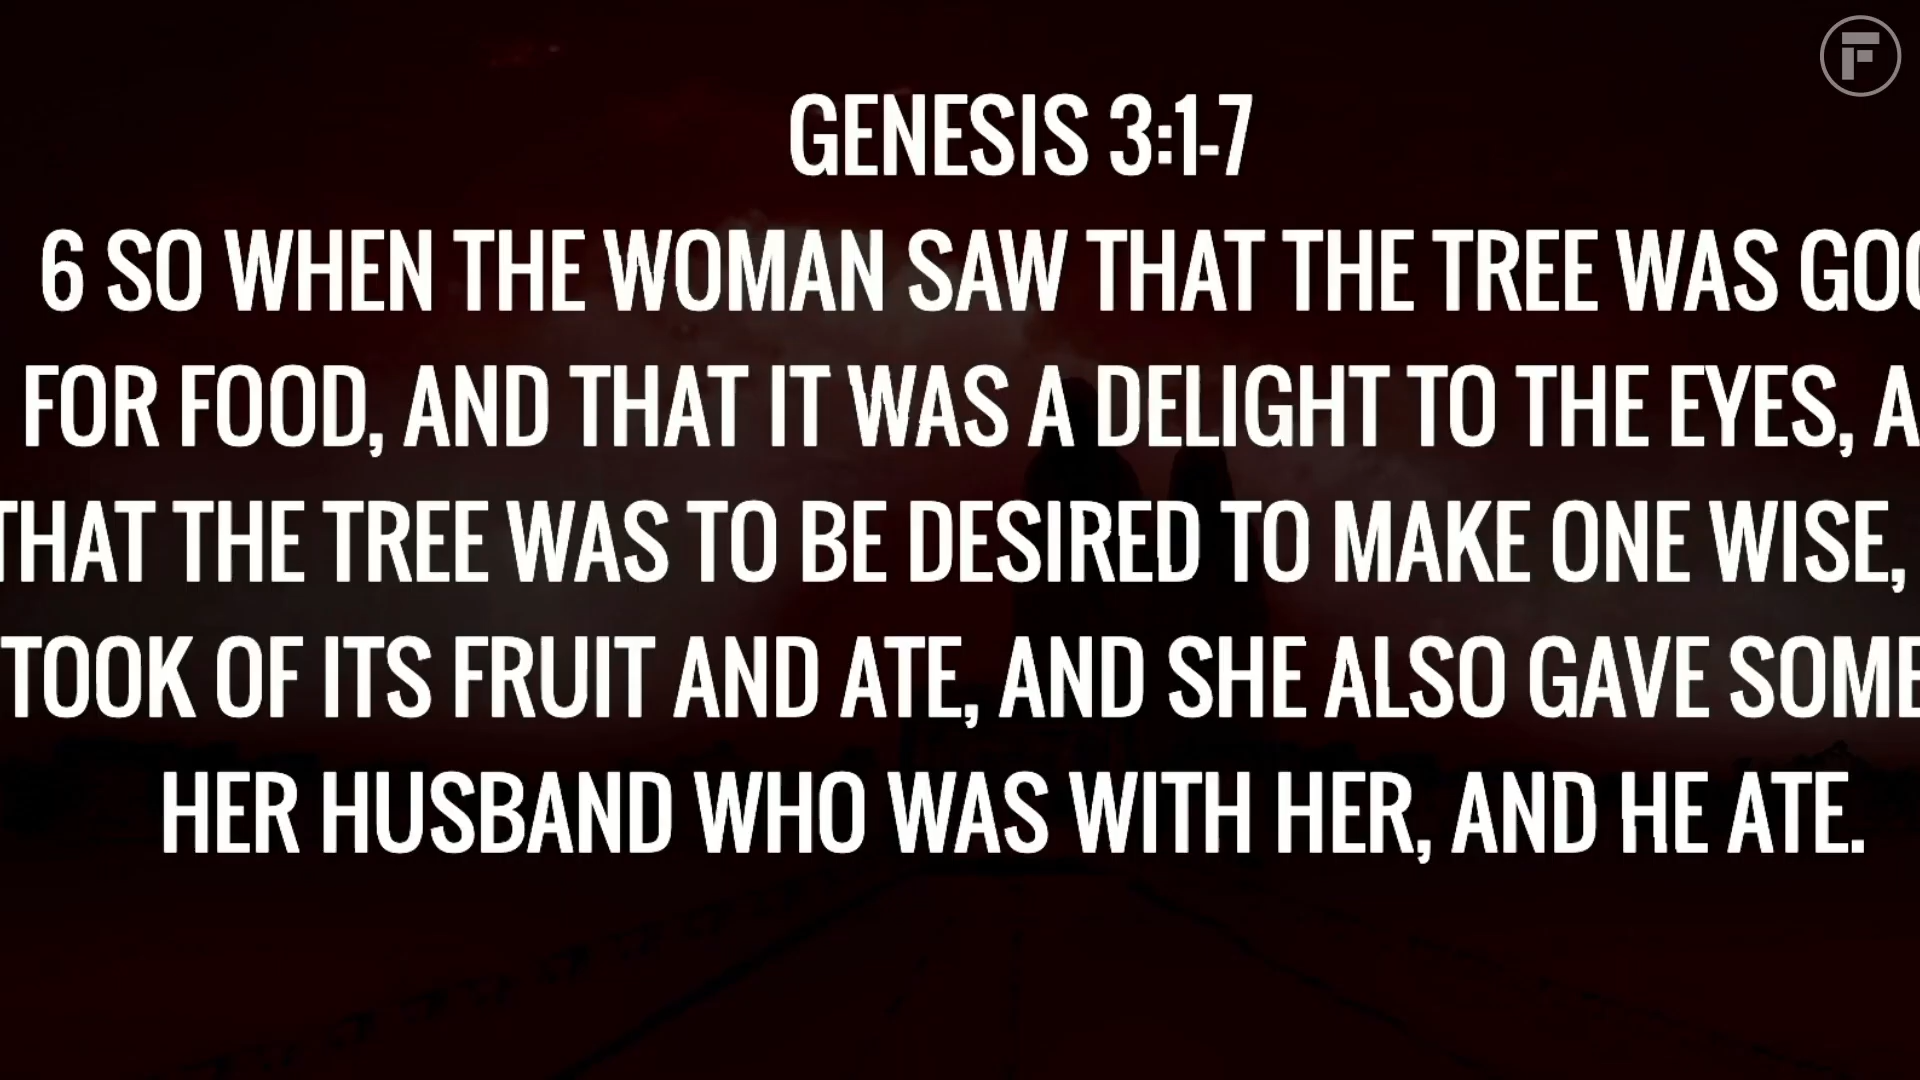 GENESIS 3:1-7
6 SO WHEN THE WOMAN SAW THAT THE TREE WAS GOO
FOR FOOD, AND THAT IT WAS A DELIGHT TO THE EYES, A
THAT THE TREE WAS TO BE DESIRED TO MAKE ONE WISE,
TOOK OF ITS FRUIT AND ATE, AND SHE ALSO GAVE SOME
HER HUSBAND WHO WAS WITH HER, AND HE ATE.